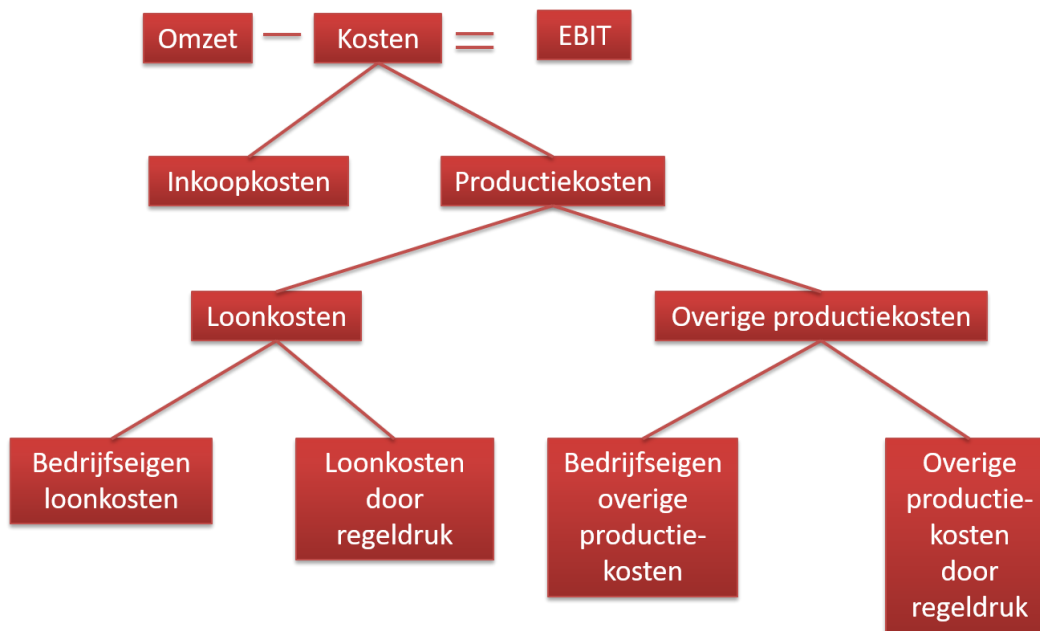 Omzet
Kosten
EBIT
Inkoopkosten
Productiekosten
Loonkosten
Overige productiekosten
Bedrijfseigen
loonkosten
Loonkosten
door
regeldruk
Bedrijfseigen
overige
productie-
kosten
Overige
productie-
kosten
door
regeldruk